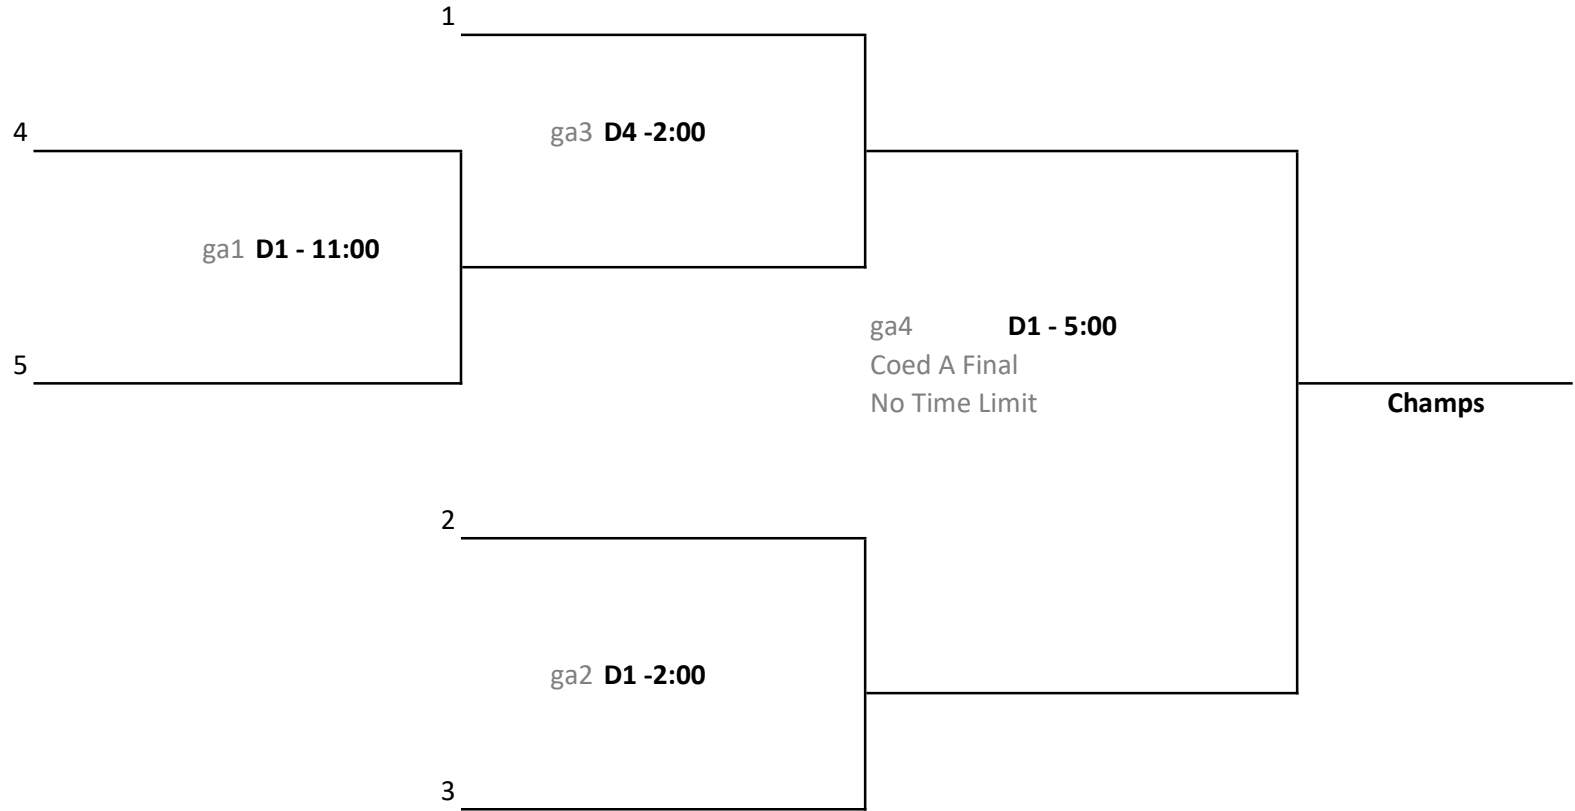 1
4
ga3 D4 -2:00
ga1 D1 - 11:00
ga4 D1 - 5:00
5
Coed A Final
No Time Limit
Champs
2
ga2 D1 -2:00
3